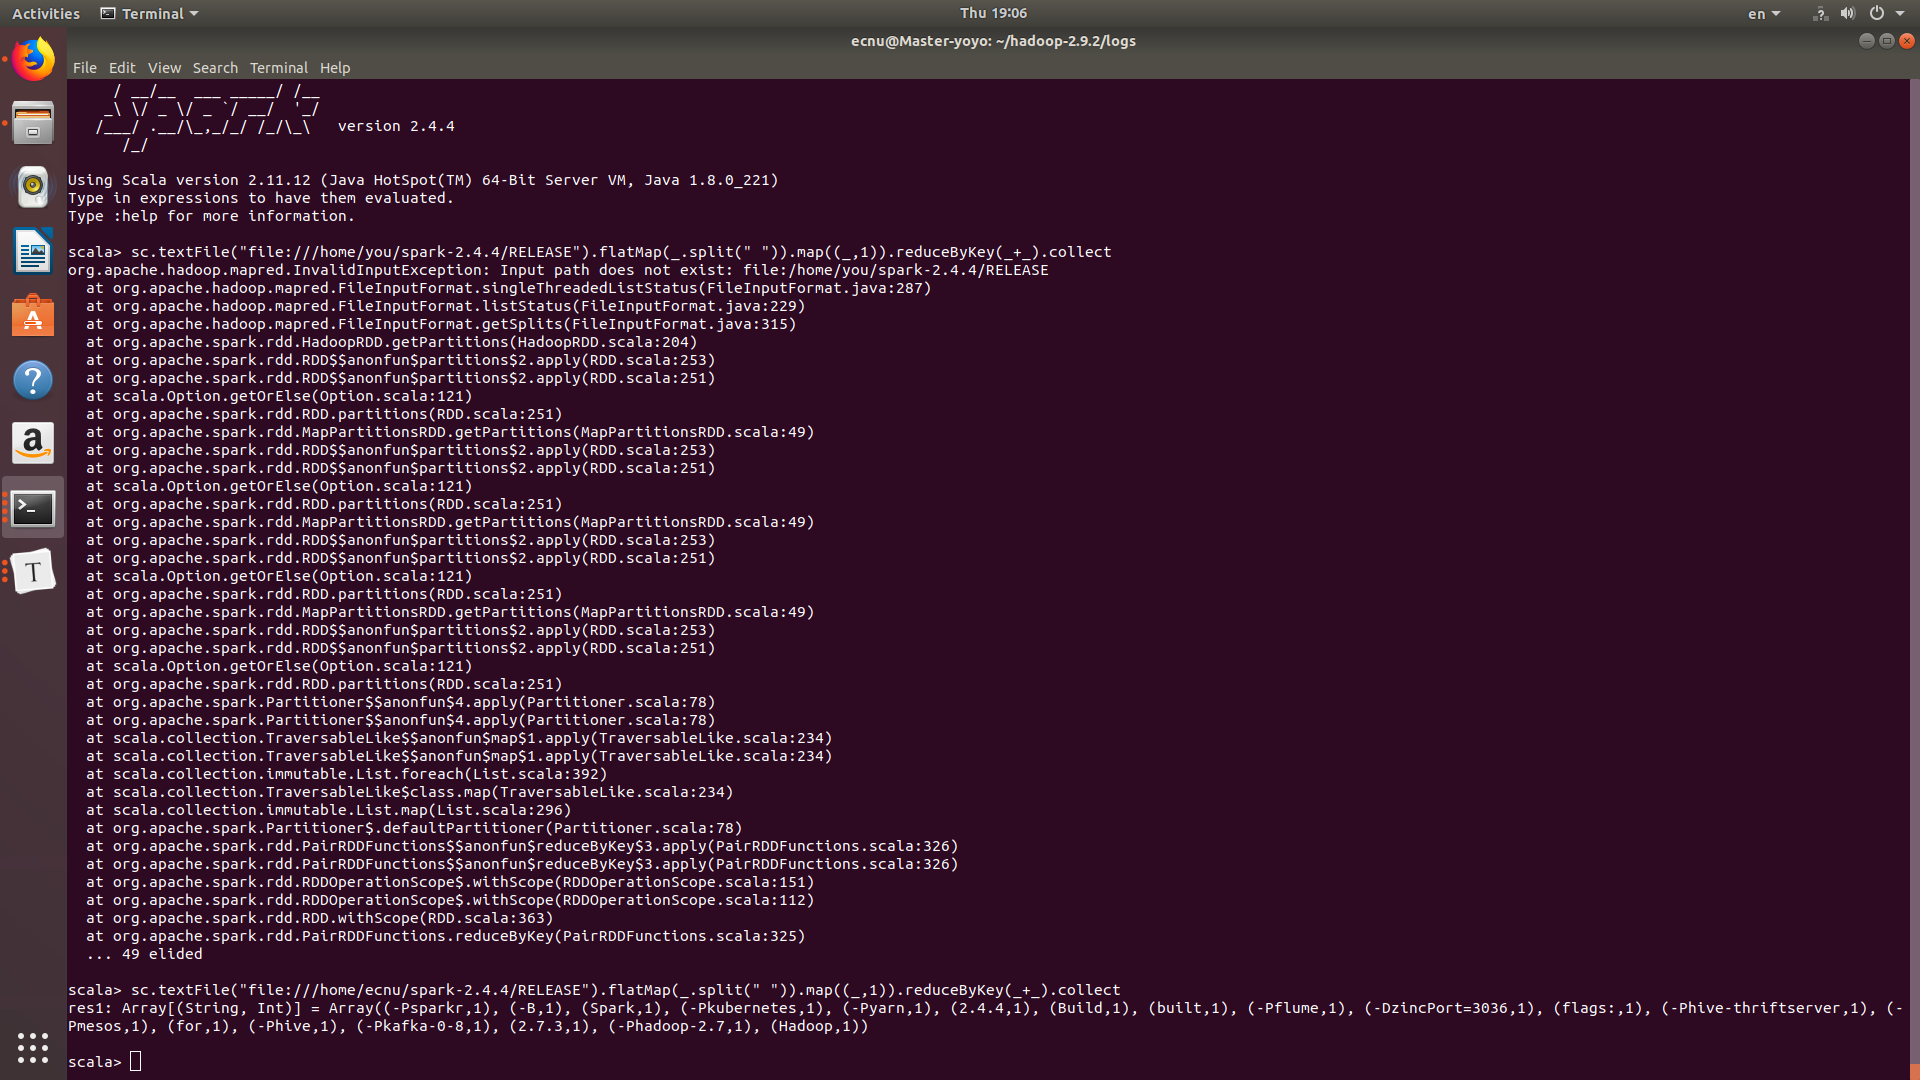 Activities Terminal Thu 19:06 en
ecnu@Master-yoyo: ~/hadoop-2.9.2/logs
File Edit View Search Terminal Help
      / __/__  ___ _____/ /__
    _\ \/ _ \/ _ `/ __/  '_/
   /___/ .__/\_,_/_/ /_/\_\   version 2.4.4
      /_/
Using Scala version 2.11.12 (Java HotSpot(TM) 64-Bit Server VM, Java 1.8.0_221)
Type in expressions to have them evaluated.
Type :help for more information.
scala> sc.textFile("file:///home/you/spark-2.4.4/RELEASE").flatMap(_.split(" ")).map((_,1)).reduceByKey(_+_).collect
org.apache.hadoop.mapred.InvalidInputException: Input path does not exist: file:/home/you/spark-2.4.4/RELEASE
  at org.apache.hadoop.mapred.FileInputFormat.singleThreadedListStatus(FileInputFormat.java:287)
  at org.apache.hadoop.mapred.FileInputFormat.listStatus(FileInputFormat.java:229)
  at org.apache.hadoop.mapred.FileInputFormat.getSplits(FileInputFormat.java:315)
  at org.apache.spark.rdd.HadoopRDD.getPartitions(HadoopRDD.scala:204)
  at org.apache.spark.rdd.RDD$$anonfun$partitions$2.apply(RDD.scala:253)
  at org.apache.spark.rdd.RDD$$anonfun$partitions$2.apply(RDD.scala:251)
  at scala.Option.getOrElse(Option.scala:121)
  at org.apache.spark.rdd.RDD.partitions(RDD.scala:251)
  at org.apache.spark.rdd.MapPartitionsRDD.getPartitions(MapPartitionsRDD.scala:49)
  at org.apache.spark.rdd.RDD$$anonfun$partitions$2.apply(RDD.scala:253)
  at org.apache.spark.rdd.RDD$$anonfun$partitions$2.apply(RDD.scala:251)
  at scala.Option.getOrElse(Option.scala:121)
  at org.apache.spark.rdd.RDD.partitions(RDD.scala:251)
  at org.apache.spark.rdd.MapPartitionsRDD.getPartitions(MapPartitionsRDD.scala:49)
  at org.apache.spark.rdd.RDD$$anonfun$partitions$2.apply(RDD.scala:253)
  at org.apache.spark.rdd.RDD$$anonfun$partitions$2.apply(RDD.scala:251)
  at scala.Option.getOrElse(Option.scala:121)
  at org.apache.spark.rdd.RDD.partitions(RDD.scala:251)
  at org.apache.spark.rdd.MapPartitionsRDD.getPartitions(MapPartitionsRDD.scala:49)
  at org.apache.spark.rdd.RDD$$anonfun$partitions$2.apply(RDD.scala:253)
  at org.apache.spark.rdd.RDD$$anonfun$partitions$2.apply(RDD.scala:251)
  at scala.Option.getOrElse(Option.scala:121)
  at org.apache.spark.rdd.RDD.partitions(RDD.scala:251)
  at org.apache.spark.Partitioner$$anonfun$4.apply(Partitioner.scala:78)
  at org.apache.spark.Partitioner$$anonfun$4.apply(Partitioner.scala:78)
  at scala.collection.TraversableLike$$anonfun$map$1.apply(TraversableLike.scala:234)
  at scala.collection.TraversableLike$$anonfun$map$1.apply(TraversableLike.scala:234)
  at scala.collection.immutable.List.foreach(List.scala:392)
  at scala.collection.TraversableLike$class.map(TraversableLike.scala:234)
  at scala.collection.immutable.List.map(List.scala:296)
  at org.apache.spark.Partitioner$.defaultPartitioner(Partitioner.scala:78)
  at org.apache.spark.rdd.PairRDDFunctions$$anonfun$reduceByKey$3.apply(PairRDDFunctions.scala:326)
  at org.apache.spark.rdd.PairRDDFunctions$$anonfun$reduceByKey$3.apply(PairRDDFunctions.scala:326)
  at org.apache.spark.rdd.RDDOperationScope$.withScope(RDDOperationScope.scala:151)
  at org.apache.spark.rdd.RDDOperationScope$.withScope(RDDOperationScope.scala:112)
  at org.apache.spark.rdd.RDD.withScope(RDD.scala:363)
  at org.apache.spark.rdd.PairRDDFunctions.reduceByKey(PairRDDFunctions.scala:325)
  ... 49 elided
scala> sc.textFile("file:///home/ecnu/spark-2.4.4/RELEASE").flatMap(_.split(" ")).map((_,1)).reduceByKey(_+_).collect
res1: Array[(String, Int)] = Array((-Psparkr,1), (-B,1), (Spark,1), (-Pkubernetes,1), (-Pyarn,1), (2.4.4,1), (Build,1), (built,1), (-Pflume,1), (-DzincPort=3036,1), (flags:,1), (-Phive-thriftserver,1), (-
Pmesos,1), (for,1), (-Phive,1), (-Pkafka-0-8,1), (2.7.3,1), (-Phadoop-2.7,1), (Hadoop,1))
scala>